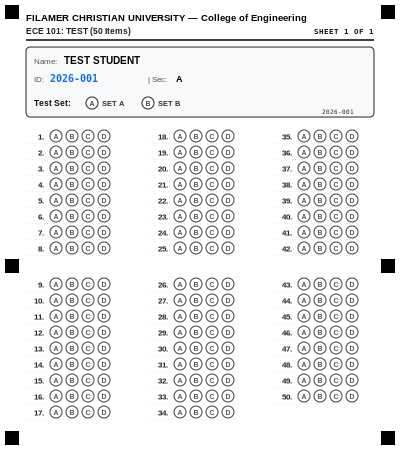 FILAMER CHRISTIAN UNIVERSITY — College of Engineering
ECE 101: TEST (50 Items) SHEET 1 OF 1
Name: TEST STUDENT
ID: 2026-001 | Sec: A
Test Set: A SET A B SET B
2026-001
1. A B C D 18. A B C D 35. A B C D
2. A B C D 19. A B C D 36. A B C D
3. A B C D 20. A B C D 37. A B C D
4. A B C D 21. A B C D 38. A B C D
5. A B C D 22. A B C D 39. A B C D
6. A B C D 23. A B C D 40. A B C D
7. A B C D 24. A B C D 41. A B C D
8. A B C D 25. A B C D 42. A B C D
9. A B C D 26. A B C D 43. A B C D
10. A B C D 27. A B C D 44. A B C D
11. A B C D 28. A B C D 45. A B C D
12. A B C D 29. A B C D 46. A B C D
13. A B C D 30. A B C D 47. A B C D
14. A B C D 31. A B C D 48. A B C D
15. A B C D 32. A B C D 49. A B C D
16. A B C D 33. A B C D 50. A B C D
17. A B C D 34. A B C D